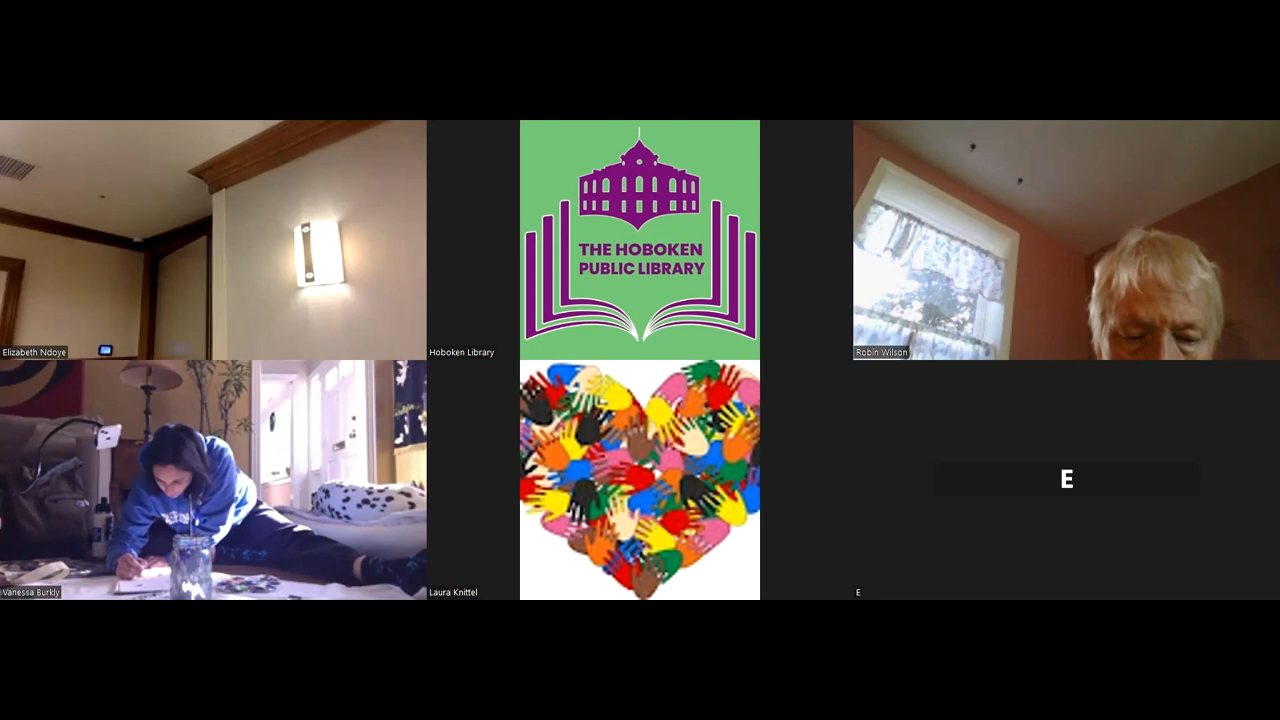 THE HOBOKEN
PUBLIC LIBRARY
Elizabeth Ndoye
Hoboken Library
Robin Wilson
E
Vanessa Burkly
Laura Knittel
E